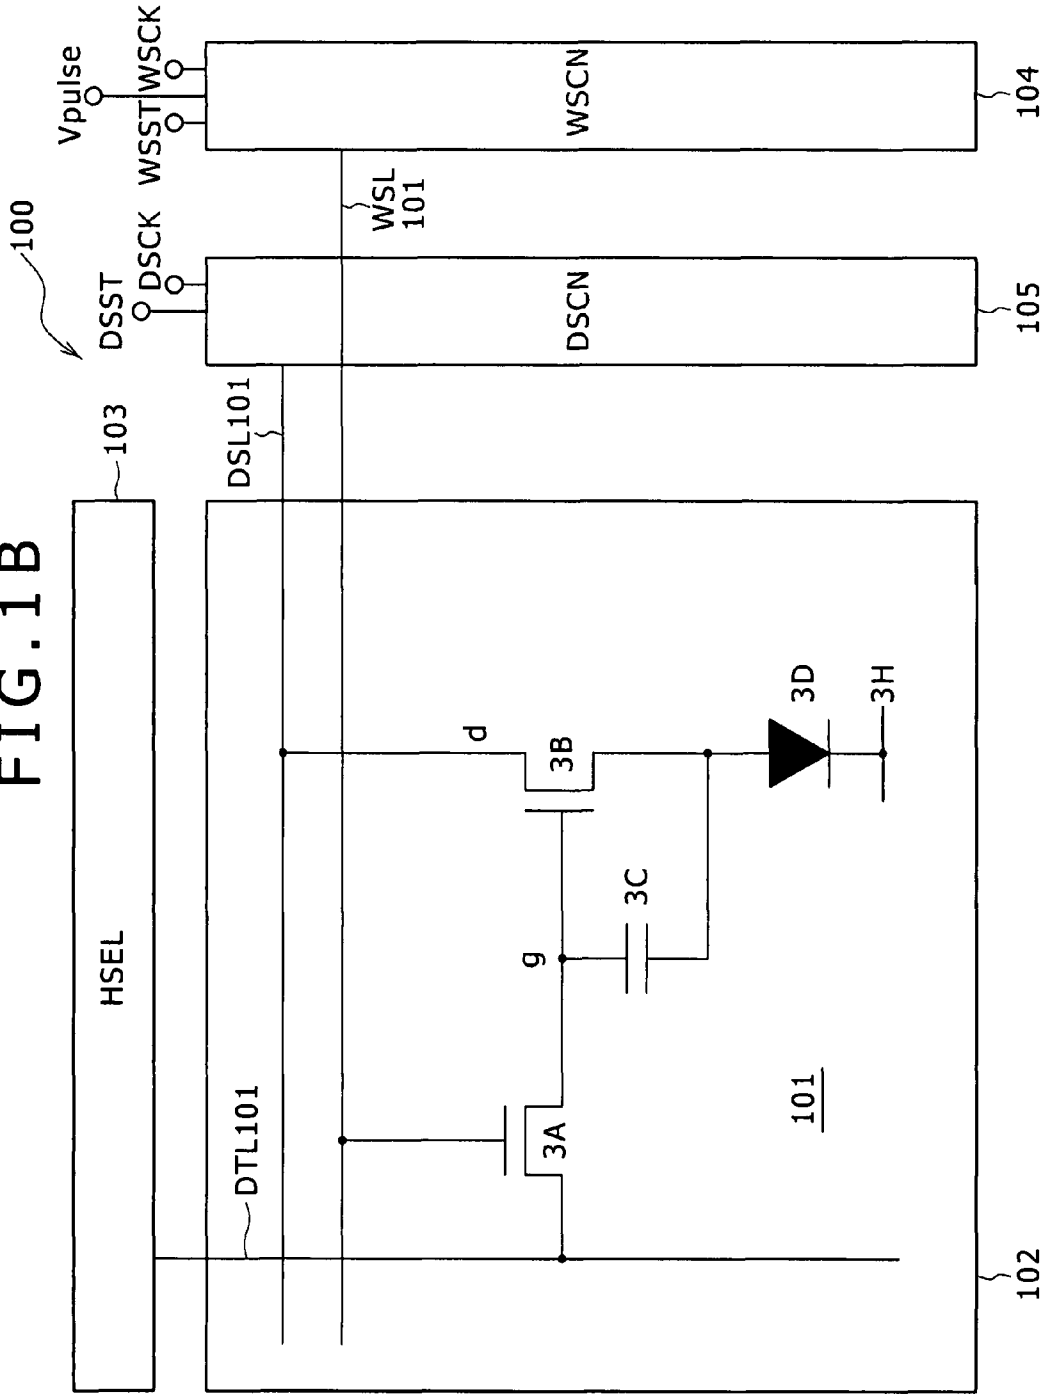 FIG.1B
100
HSEL
103
DSST
DSCK
Vpulse
WSST
WSCK
DTL101
DSL101
WSL
101
d
g
3A
3B
3C
3D
3H
101
DSCN
WSCN
102
105
104